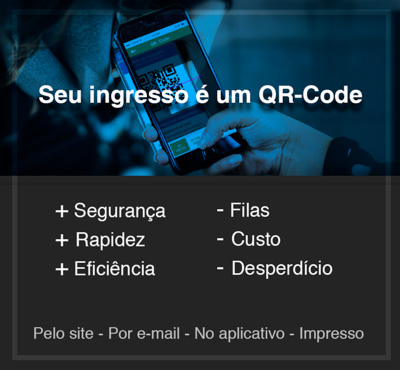 Seu ingresso é um QR-Code
+ Segurança
+ Rapidez
+ Eficiência
- Filas
- Custo
- Desperdício
Pelo site - Por e-mail - No aplicativo - Impresso